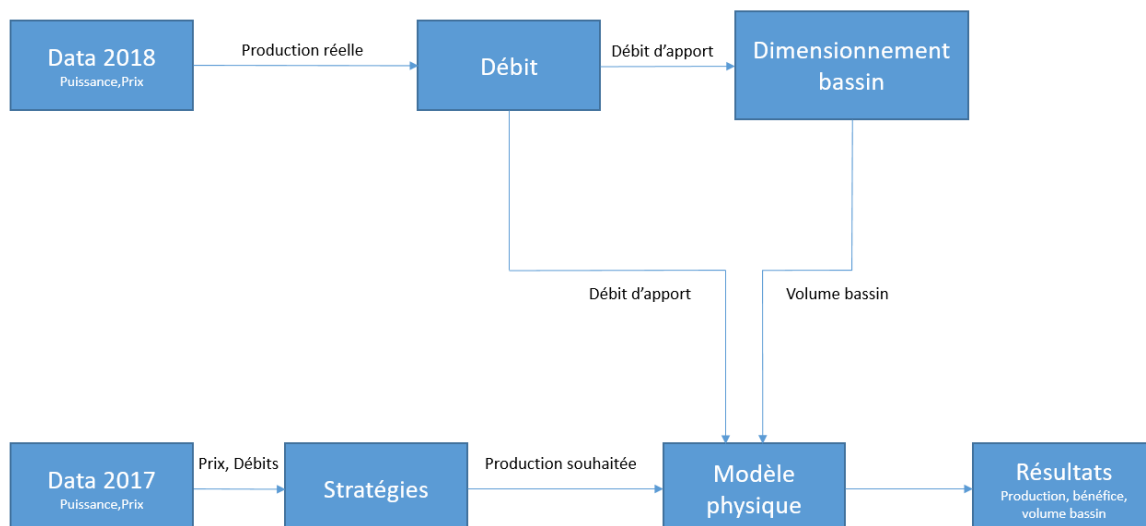 Data 2018
Puissance,Prix
Production réelle
Débit
Débit d’apport
Dimensionnement
bassin
Débit d’apport
Volume bassin
Data 2017
Puissance,Prix
Prix, Débits
Stratégies
Production souhaitée
Modèle
physique
Résultats
Production, bénéfice,
volume bassin